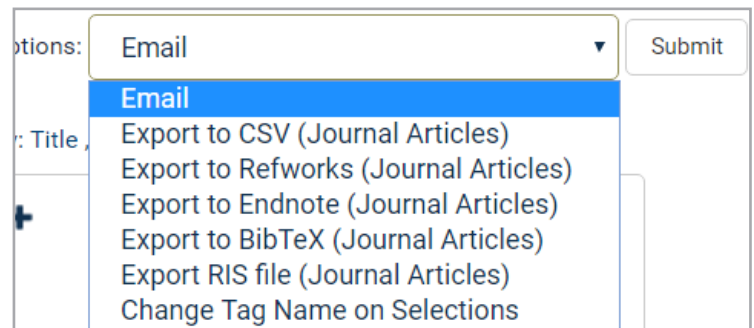 otions: Email ▼ Submit
Email
: Title ,
Export to CSV (Journal Articles)
Export to Refworks (Journal Articles)
Export to Endnote (Journal Articles)
Export to BibTeX (Journal Articles)
Export RIS file (Journal Articles)
Change Tag Name on Selections